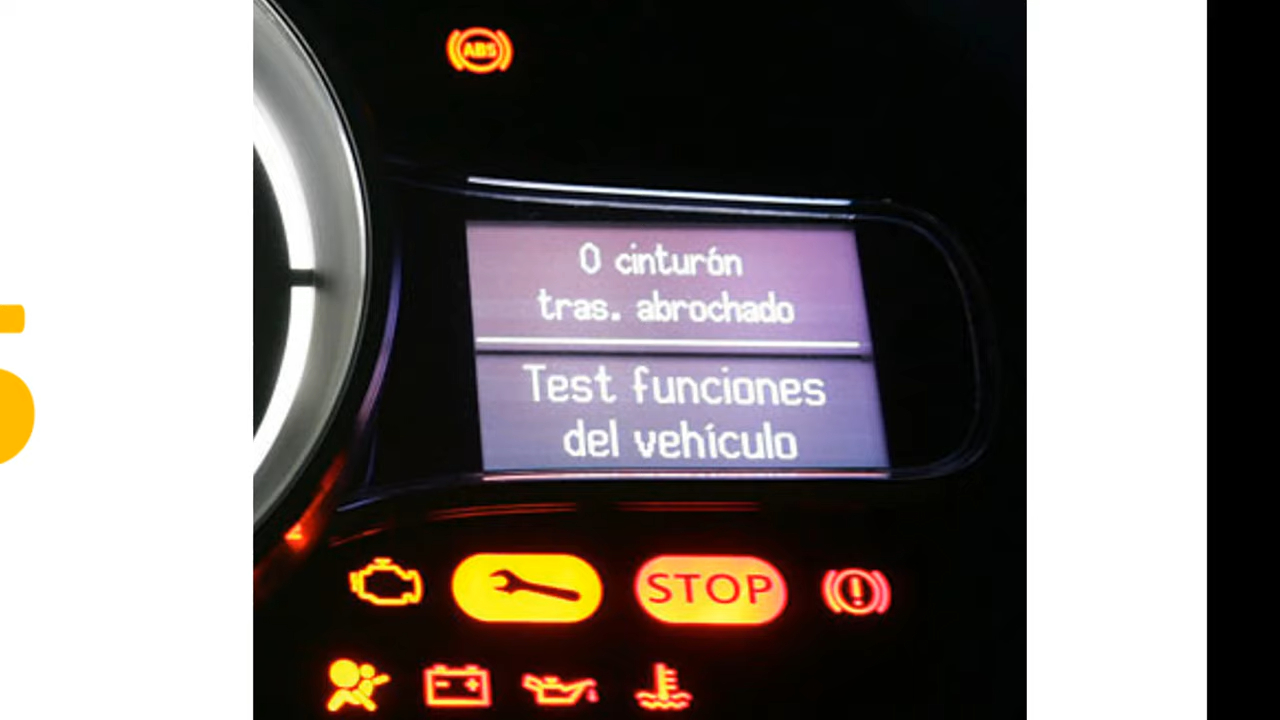 ABS
0 cinturón
tras. abrochado
Test funciones
del vehículo
STOP